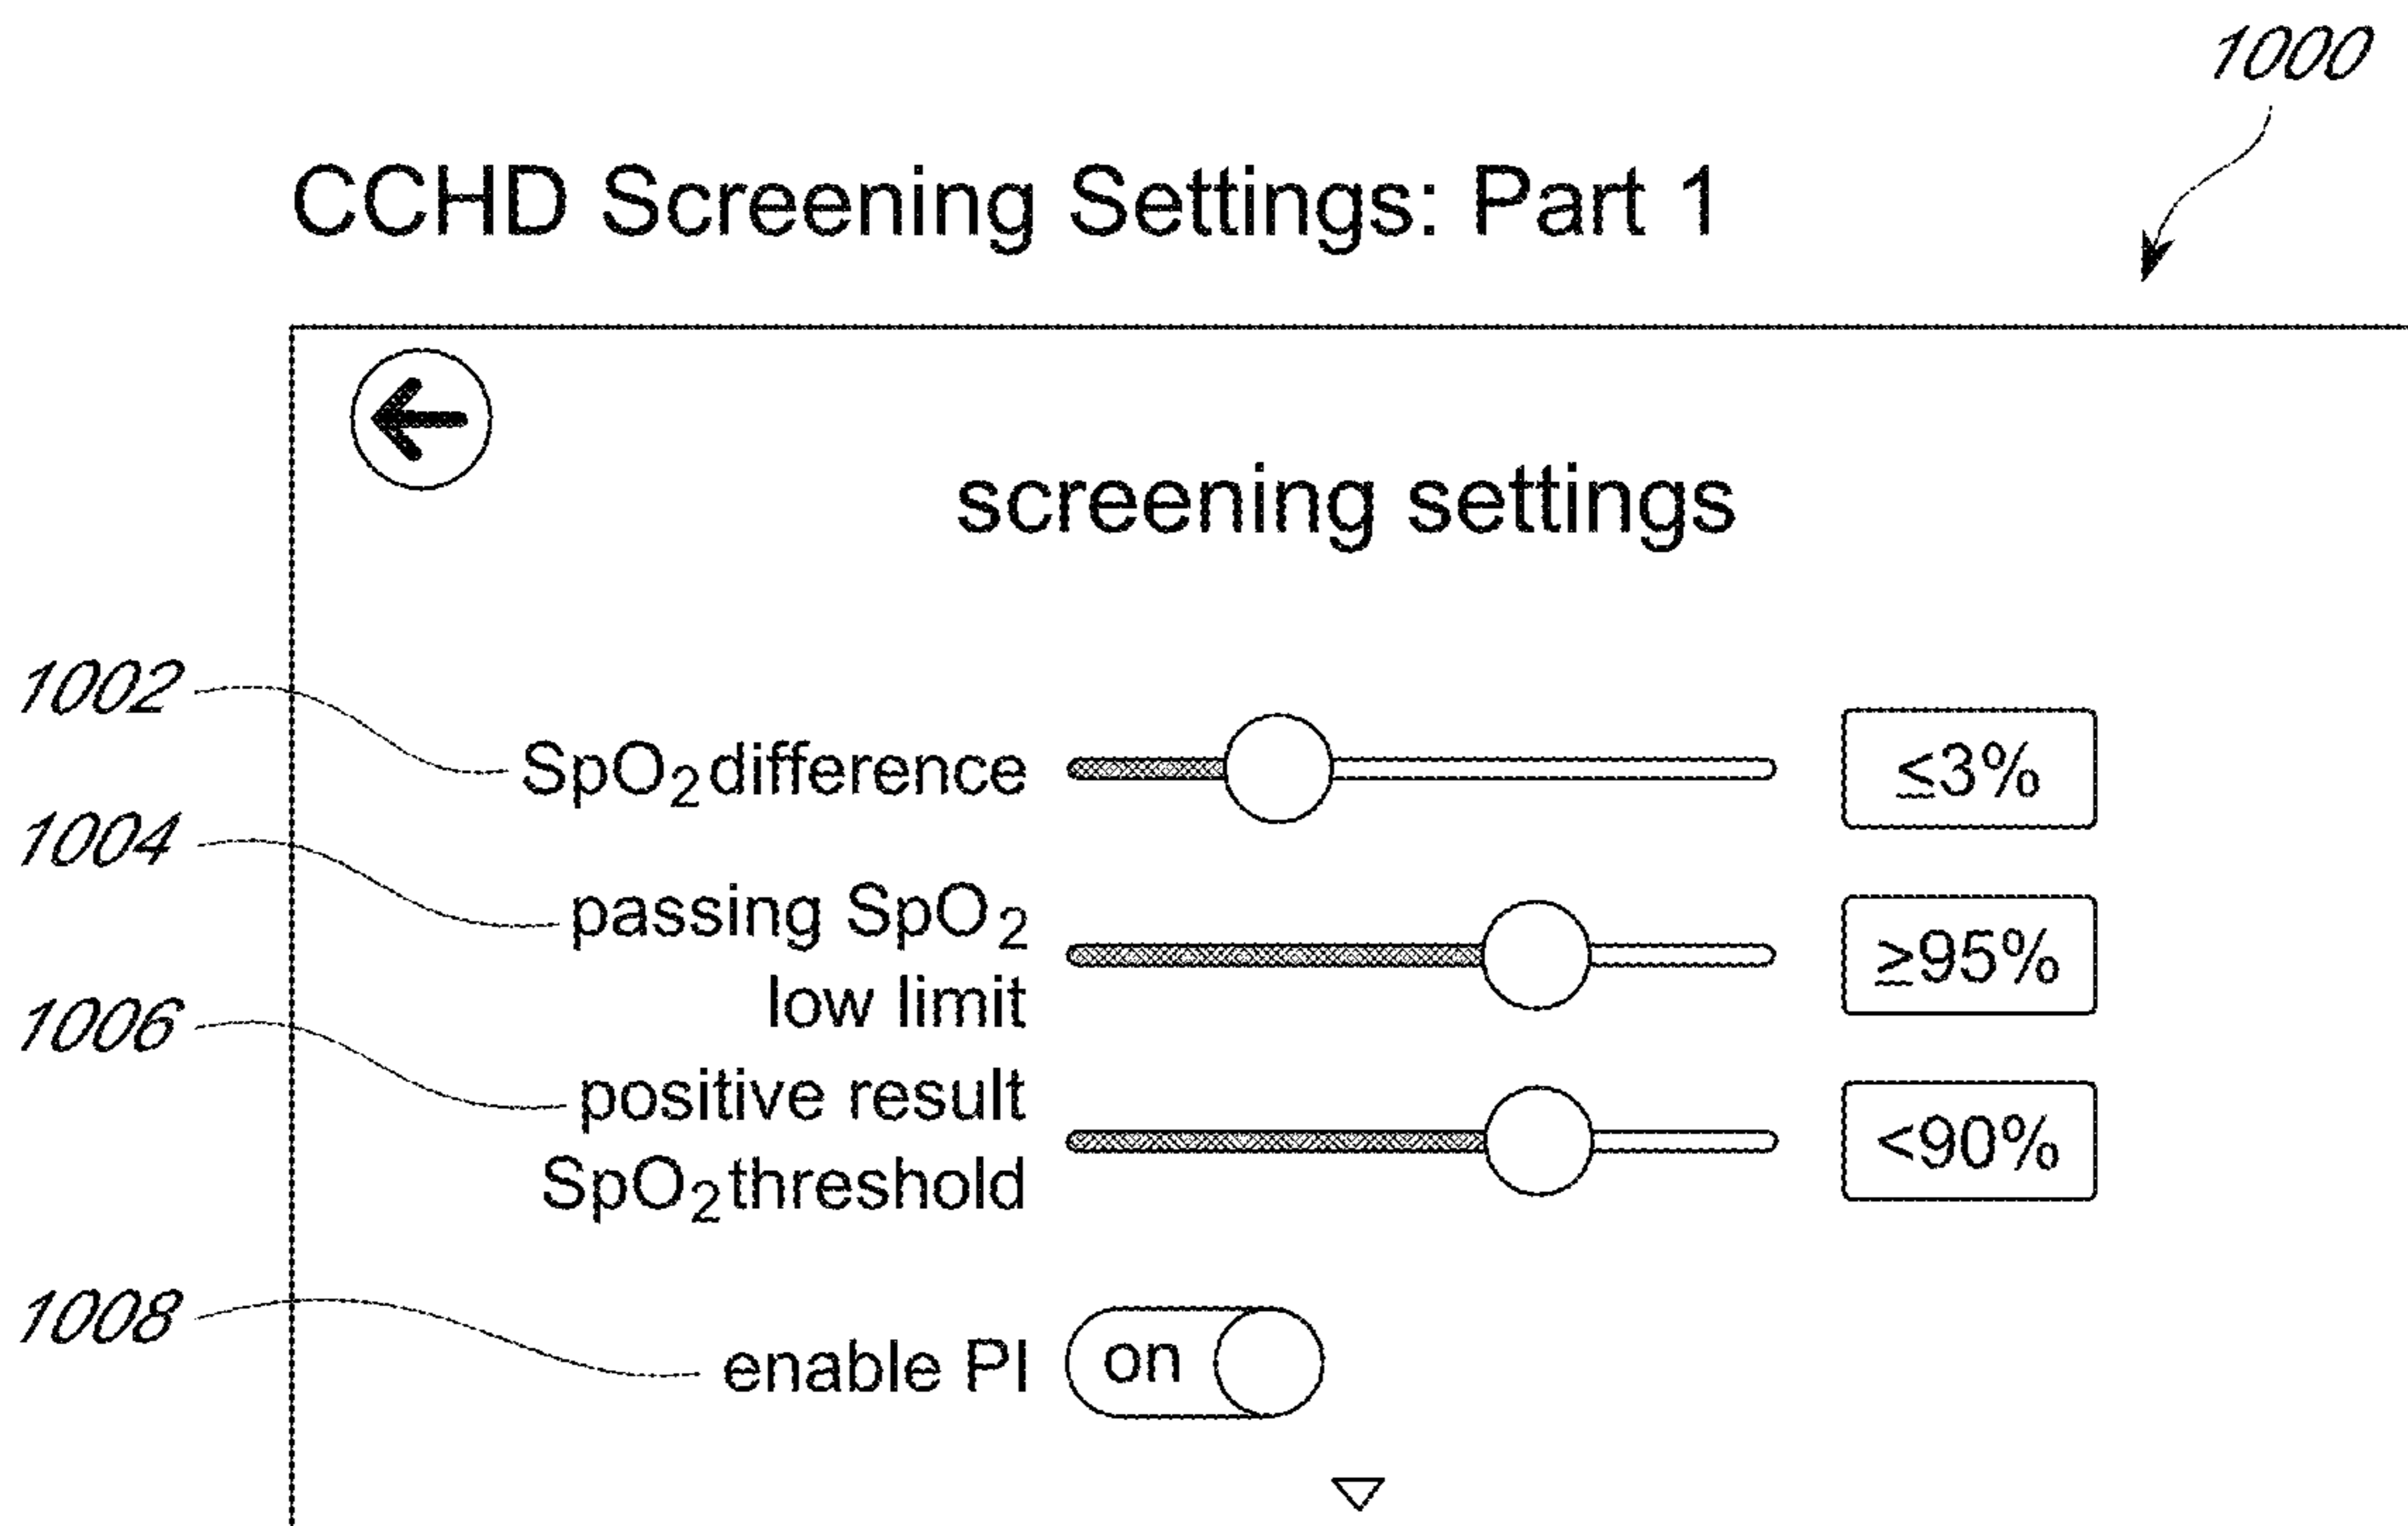 1000
CCHD Screening Settings: Part 1
screening settings
1002
SpO2 difference
≤3%
1004
passing SpO2
low limit
≥95%
1006
positive result
SpO2 threshold
<90%
1008
enable PI
on